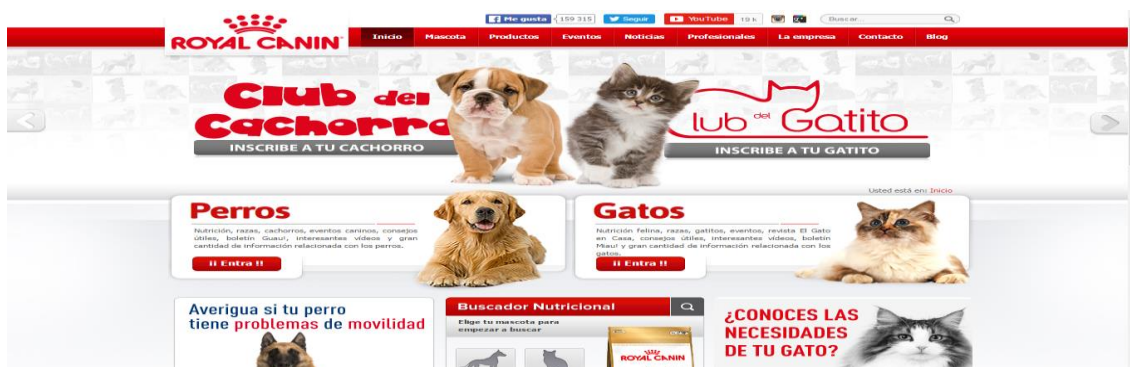 Me gusta 159 315 Seguir YouTube Buscar...
ROYAL CANIN
Inicio Mascota Productos Eventos Noticias Profesionales La empresa Contacto Blog
Club del
Cachorro
INSCRIBE A TU CACHORRO
lub del Gatito
INSCRIBE A TU GATITO
Usted está en: Inicio
Perros
Nutrición, razas, cachorros, eventos caninos, consejos
útiles, boletín Guau!, interesantes vídeos y gran
cantidad de información relacionada con los perros.
¡¡ Entra !!
Gatos
Nutrición felina, razas, gatitos, eventos, revista El Gato
en Casa, consejos útiles, interesantes vídeos, boletín
Miau! y gran cantidad de información relacionada con los
gatos.
¡¡ Entra !!
Averigua si tu perro
tiene problemas de movilidad
Buscador Nutricional
Elige tu mascota para
empezar a buscar
ROYAL CANIN
¿CONOCES LAS
NECESIDADES
DE TU GATO?